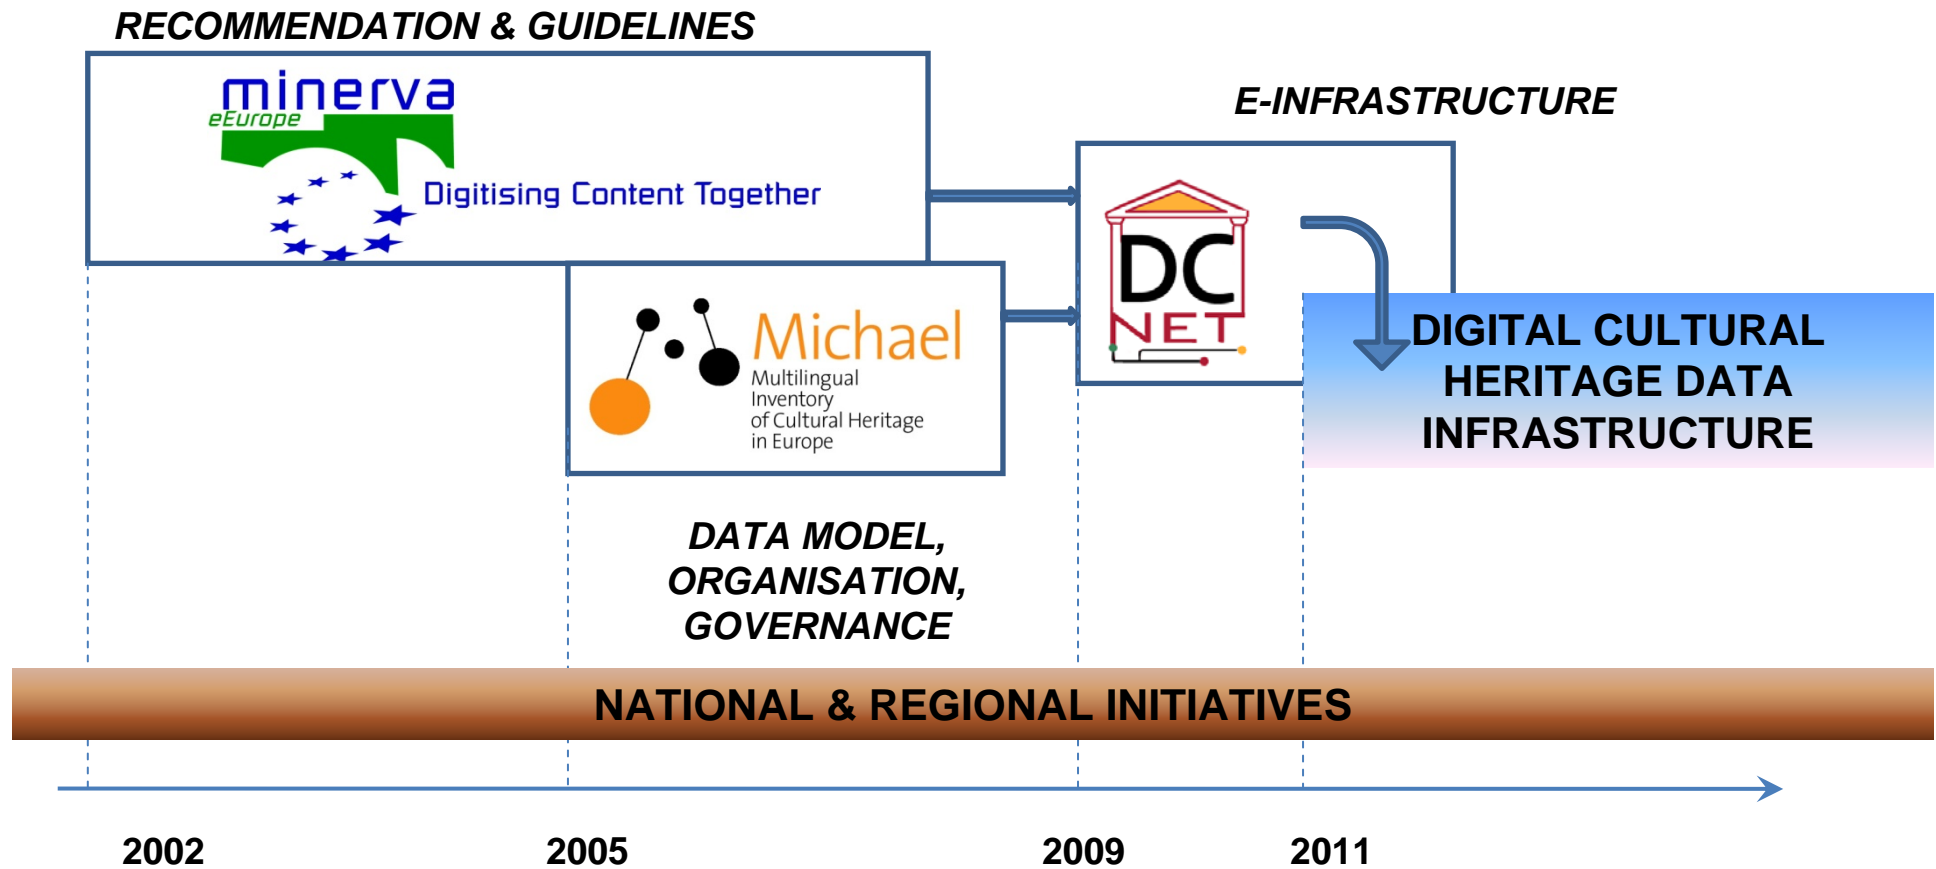 RECOMMENDATION & GUIDELINES
minerva
eEurope
Digitising Content Together
E-INFRASTRUCTURE
DC
NET
Michael
Multilingual
Inventory
of Cultural Heritage
in Europe
DIGITAL CULTURAL
HERITAGE DATA
INFRASTRUCTURE
DATA MODEL,
ORGANISATION,
GOVERNANCE
NATIONAL & REGIONAL INITIATIVES
2002
2005
2009
2011